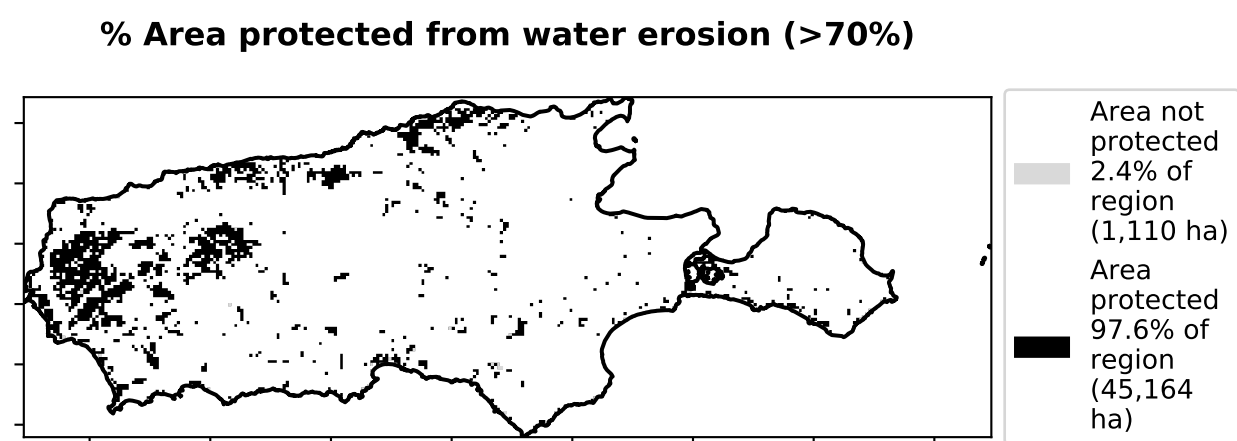 % Area protected from water erosion (>70%)
Area not
protected
2.4% of
region
(1,110 ha)
Area
protected
97.6% of
region
(45,164
ha)